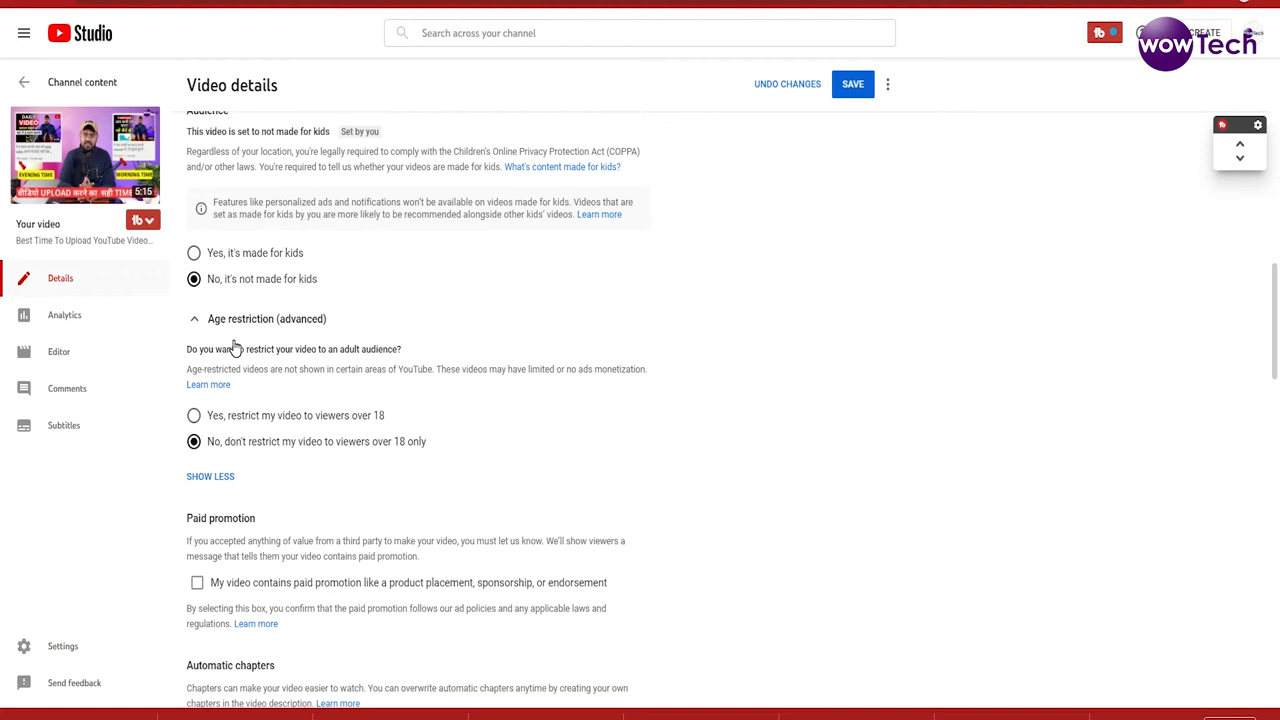 Studio
Search across your channel
CREATE
wowTech
Channel content
Video details
UNDO CHANGES
SAVE
DAILY
VIDEO
EVENING TIME
MORNING TIME
वीडियो UPLOAD करने का सही TIME
5:15
Your video
Best Time To Upload YouTube Video...
Details
Analytics
Editor
Comments
Subtitles
Settings
Send feedback
Audience
This video is set to not made for kids Set by you
Regardless of your location, you're legally required to comply with the Children's Online Privacy Protection Act (COPPA)
and/or other laws. You're required to tell us whether your videos are made for kids. What's content made for kids?
Features like personalized ads and notifications won't be available on videos made for kids. Videos that are
set as made for kids by you are more likely to be recommended alongside other kids' videos. Learn more
Yes, it's made for kids
No, it's not made for kids
Age restriction (advanced)
Do you want to restrict your video to an adult audience?
Age-restricted videos are not shown in certain areas of YouTube. These videos may have limited or no ads monetization.
Learn more
Yes, restrict my video to viewers over 18
No, don't restrict my video to viewers over 18 only
SHOW LESS
Paid promotion
If you accepted anything of value from a third party to make your video, you must let us know. We'll show viewers a
message that tells them your video contains paid promotion.
My video contains paid promotion like a product placement, sponsorship, or endorsement
By selecting this box, you confirm that the paid promotion follows our ad policies and any applicable laws and
regulations. Learn more
Automatic chapters
Chapters can make your video easier to watch. You can overwrite automatic chapters anytime by creating your own
chapters in the video description. Learn more